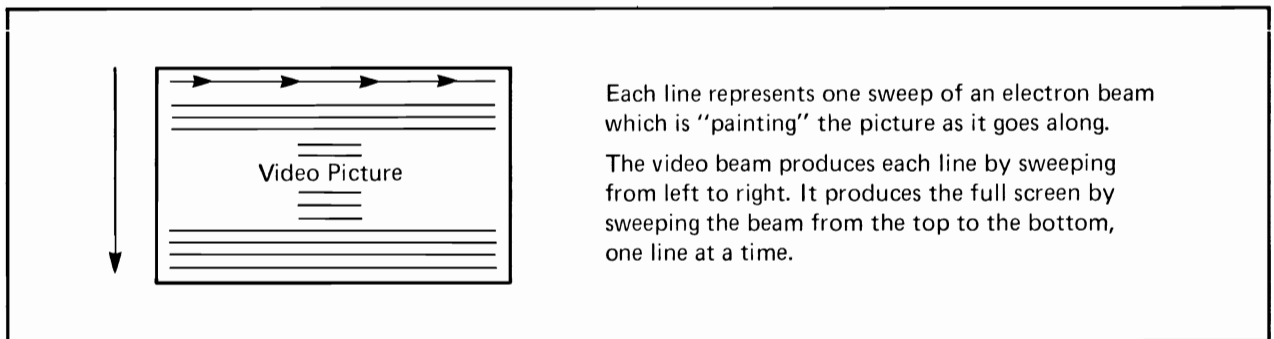 Video Picture
Each line represents one sweep of an electron beam
which is "painting" the picture as it goes along.
The video beam produces each line by sweeping
from left to right. It produces the full screen by
sweeping the beam from the top to the bottom,
one line at a time.